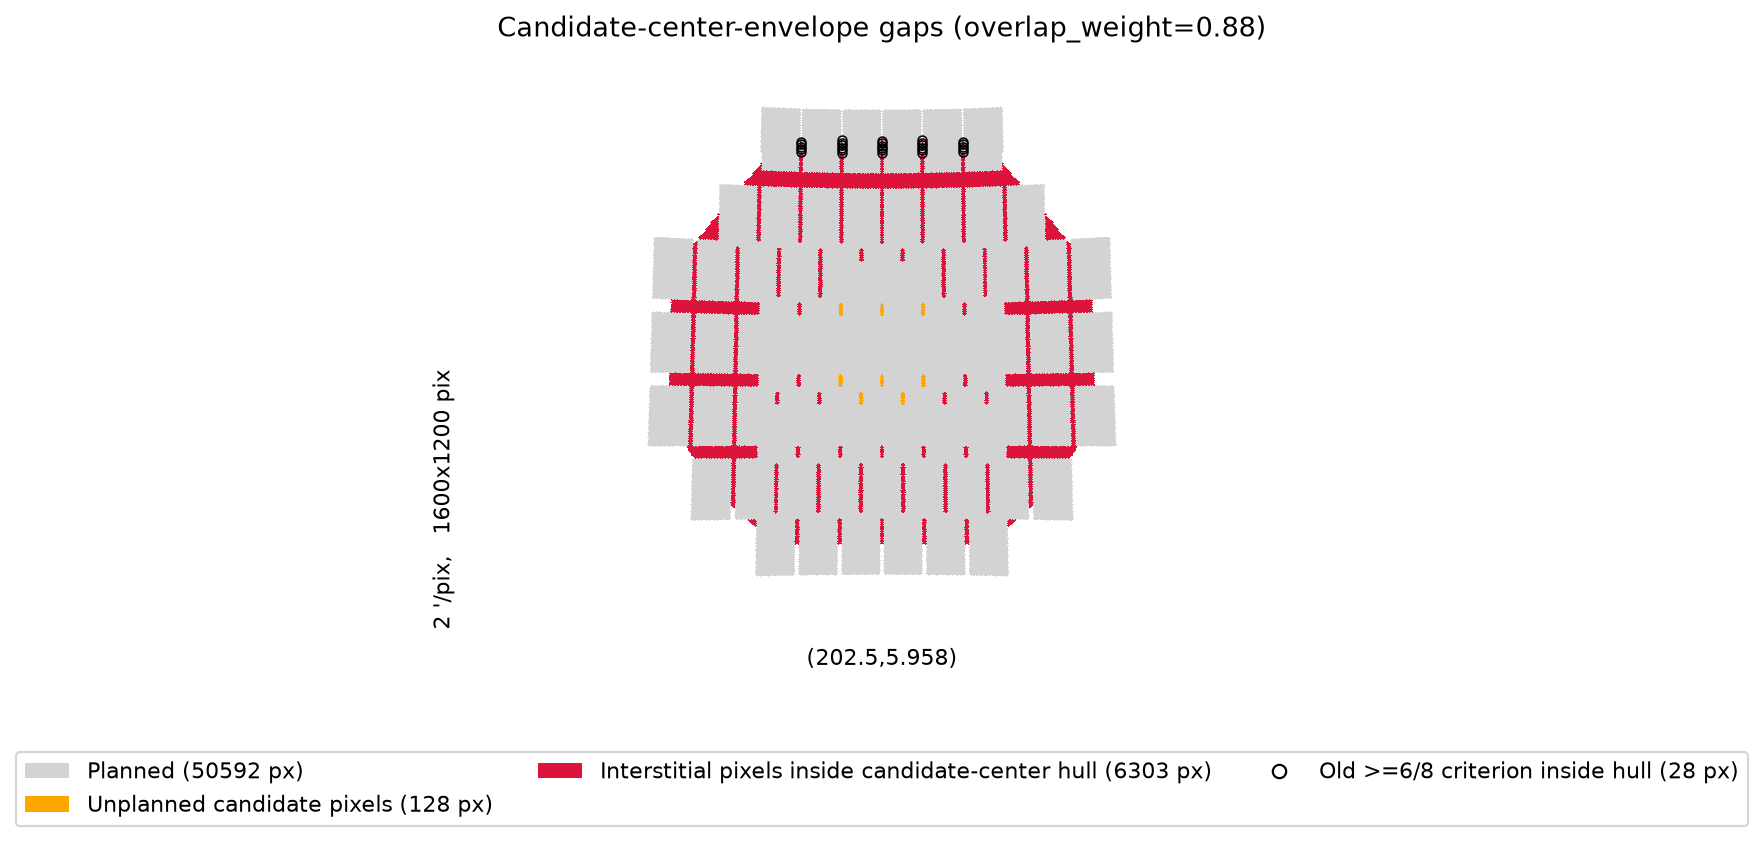 Candidate-center-envelope gaps (overlap_weight=0.88)
2 '/pix,   1600x1200 pix
(202.5,5.958)
Planned (50592 px)
Unplanned candidate pixels (128 px)
Interstitial pixels inside candidate-center hull (6303 px)
Old >=6/8 criterion inside hull (28 px)